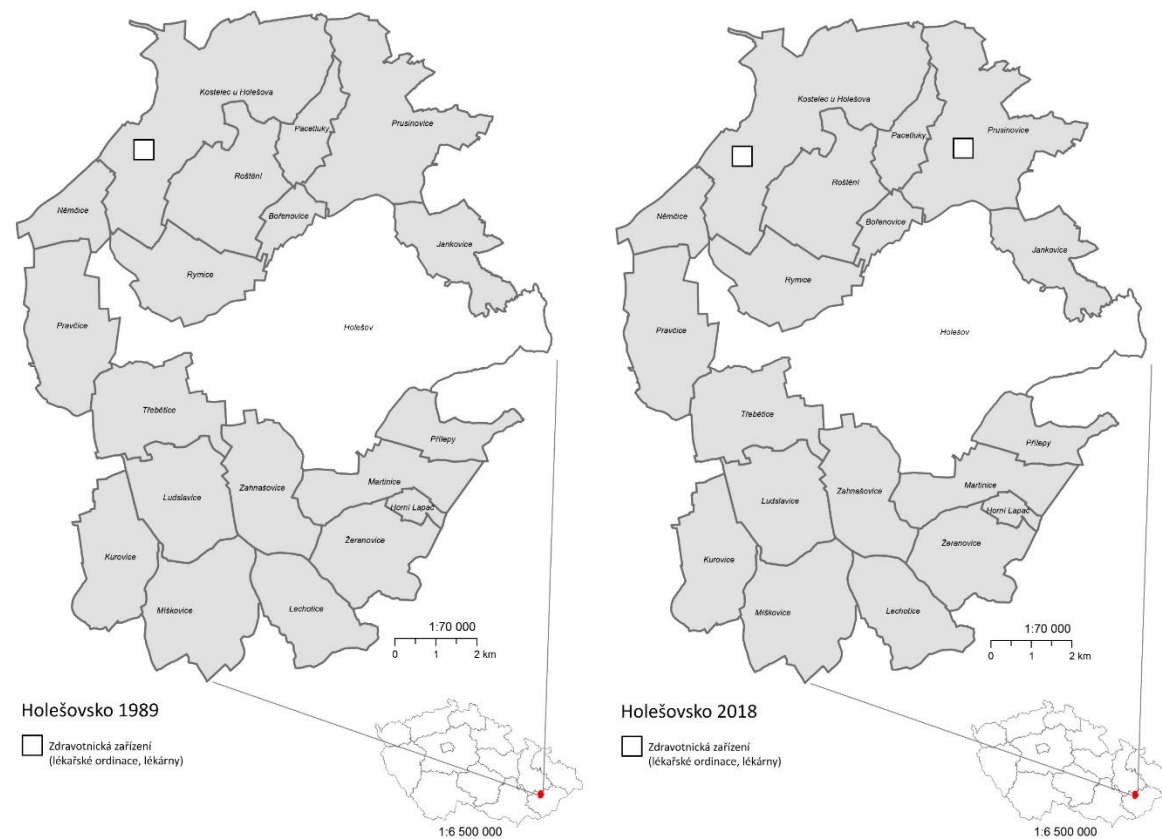 Kostelec u Holešova
Prusinovice
Pacetluky
Roštění
Němčice
Bořenovice
Jankovice
Rymice
Pravčice
Holešov
Třebětice
Přílepy
Martinice
Zahnašovice
Ludslavice
Horní Lapač
Žeranovice
Kurovice
Míškovice
Lechotice
1:70 000
0 1 2 km
Holešovsko 1989
Zdravotnická zařízení
(lékařské ordinace, lékárny)
1:6 500 000
Kostelec u Holešova
Prusinovice
Pacetluky
Roštění
Němčice
Bořenovice
Jankovice
Rymice
Pravčice
Holešov
Třebětice
Přílepy
Martinice
Zahnašovice
Ludslavice
Horní Lapač
Žeranovice
Kurovice
Míškovice
Lechotice
1:70 000
0 1 2 km
Holešovsko 2018
Zdravotnická zařízení
(lékařské ordinace, lékárny)
1:6 500 000